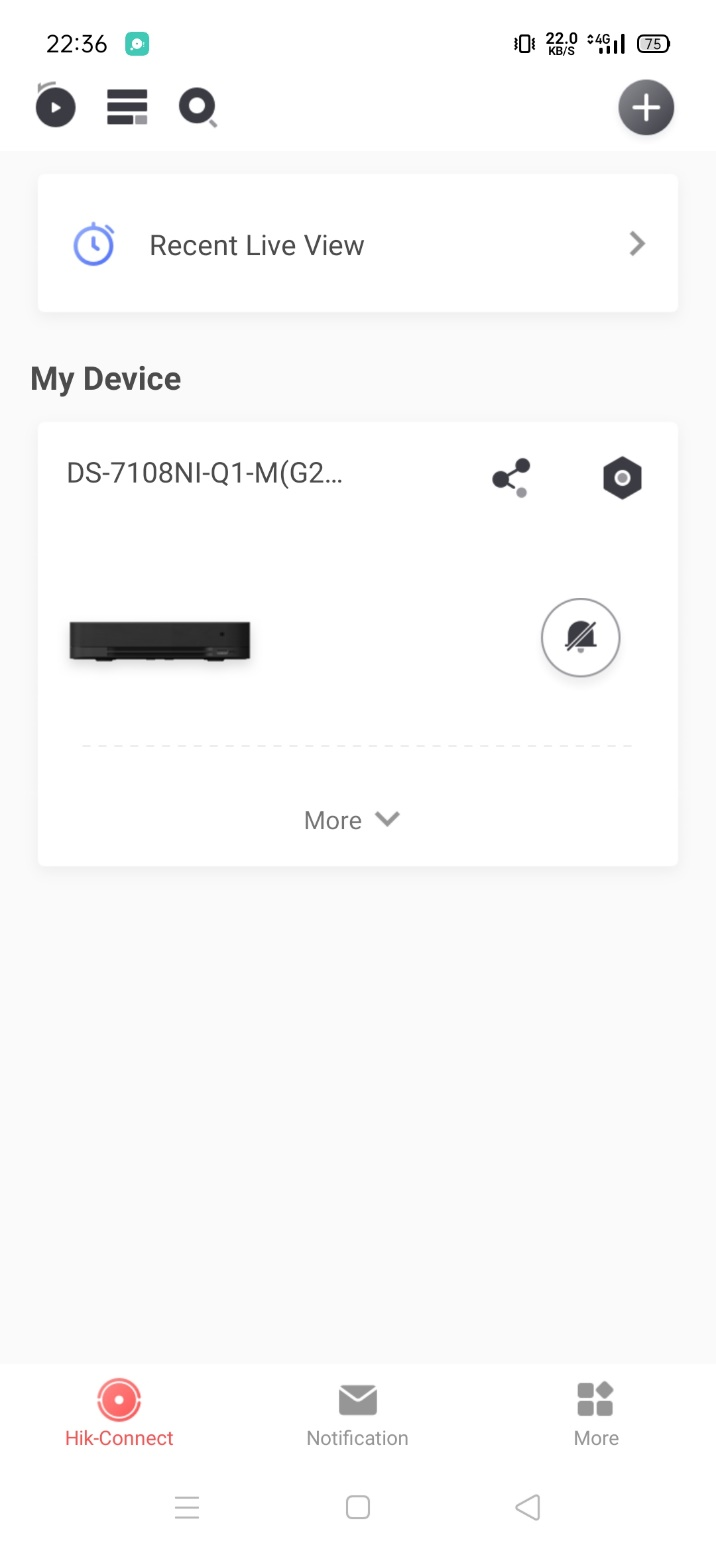 22:36
22.0
KB/S
4G
75
Recent Live View
My Device
DS-7108NI-Q1-M(G2...
More
Hik-Connect
Notification
More